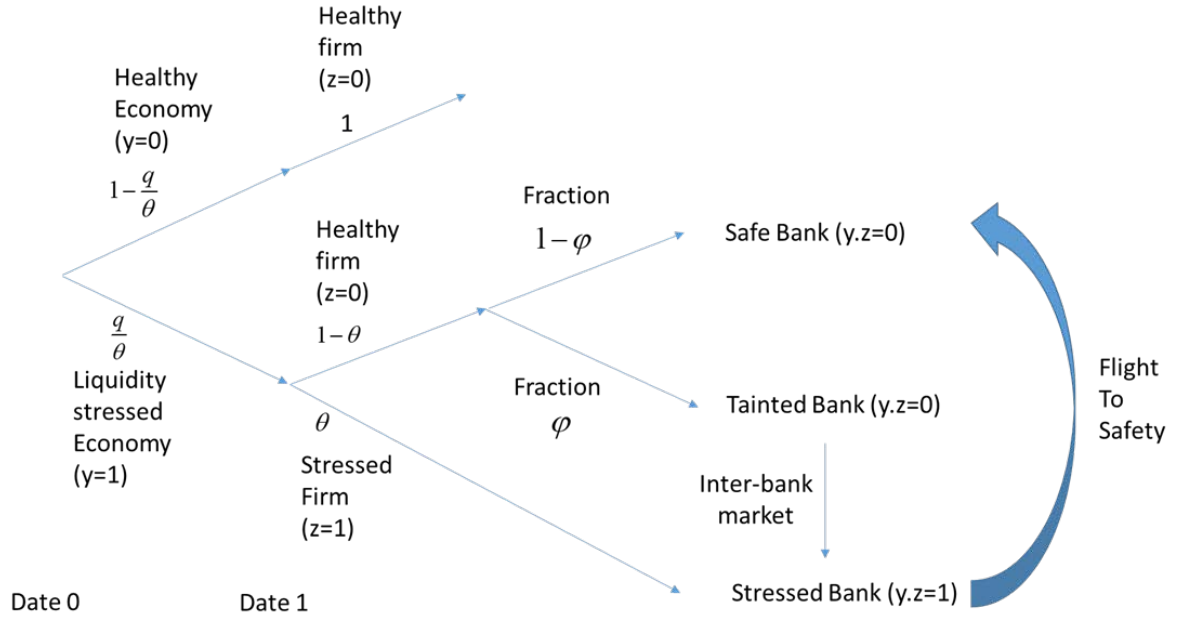 Healthy
firm
(z=0)
1
Healthy
Economy
(y=0)
1 − q/θ
Healthy
firm
(z=0)
1 − θ
Fraction
1 − φ
Safe Bank (y.z=0)
q/θ
Liquidity
stressed
Economy
(y=1)
θ
Stressed
Firm
(z=1)
Fraction
φ
Tainted Bank (y.z=0)
Inter-bank
market
Stressed Bank (y.z=1)
Flight
To
Safety
Date 0
Date 1